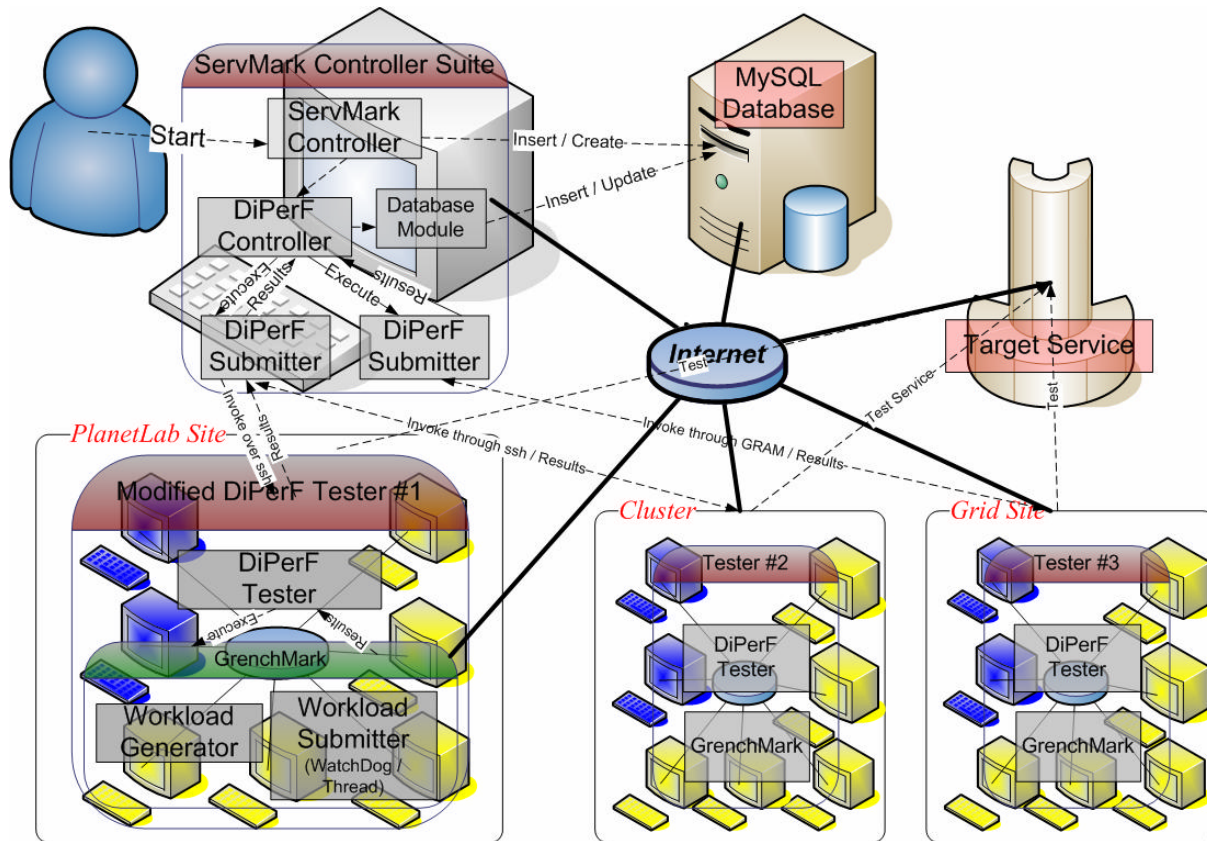 ServMark Controller Suite
MySQL
Database
Start
ServMark
Controller
Insert / Create
Insert / Update
DiPerF
Controller
Database
Module
Execute
Results
Execute
Results
DiPerF
Submitter
DiPerF
Submitter
Internet
Test
Target Service
Test Service
Test
Invoke over ssh
Results
Invoke through ssh / Results
Invoke through GRAM / Results
PlanetLab Site
Modified DiPerF Tester #1
DiPerF
Tester
Execute
Results
GrenchMark
Workload
Generator
Workload
Submitter
(WatchDog /
Thread)
Cluster
Tester #2
DiPerF
Tester
GrenchMark
Grid Site
Tester #3
DiPerF
Tester
GrenchMark